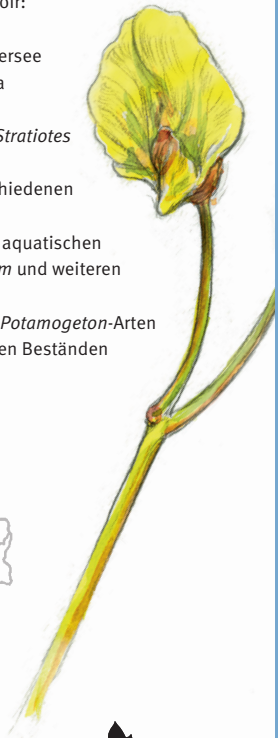 oir:
ersee
a
Stratiotes
hiedenen
aquatischen
m und weiteren
Potamogeton-Arten
en Beständen